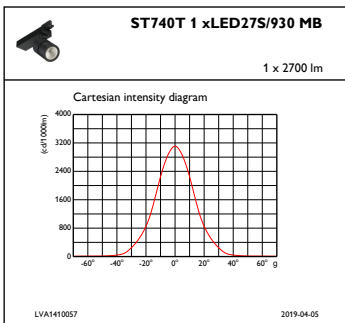 ST740T 1 xLED27S/930 MB
1 x 2700 lm
Cartesian intensity diagram
(cd/1000lm)
4000
3200
2400
1600
800
0
-60° -40° -20° 0° 20° 40° 60° g
LVA1410057 2019-04-05